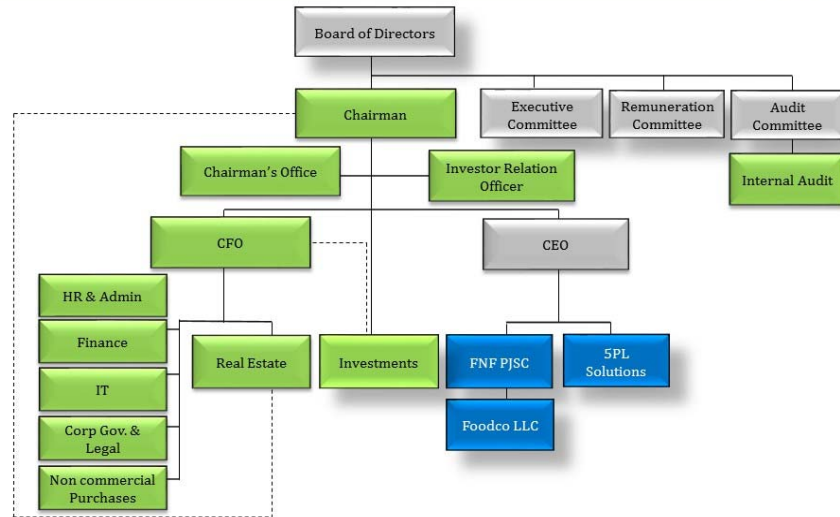 Board of Directors
Chairman
Executive
Committee
Remuneration
Committee
Audit
Committee
Chairman's Office
Investor Relation
Officer
Internal Audit
CFO
CEO
HR & Admin
Finance
Real Estate
Investments
FNF PJSC
5PL
Solutions
IT
Corp Gov. &
Legal
Foodco LLC
Non commercial
Purchases